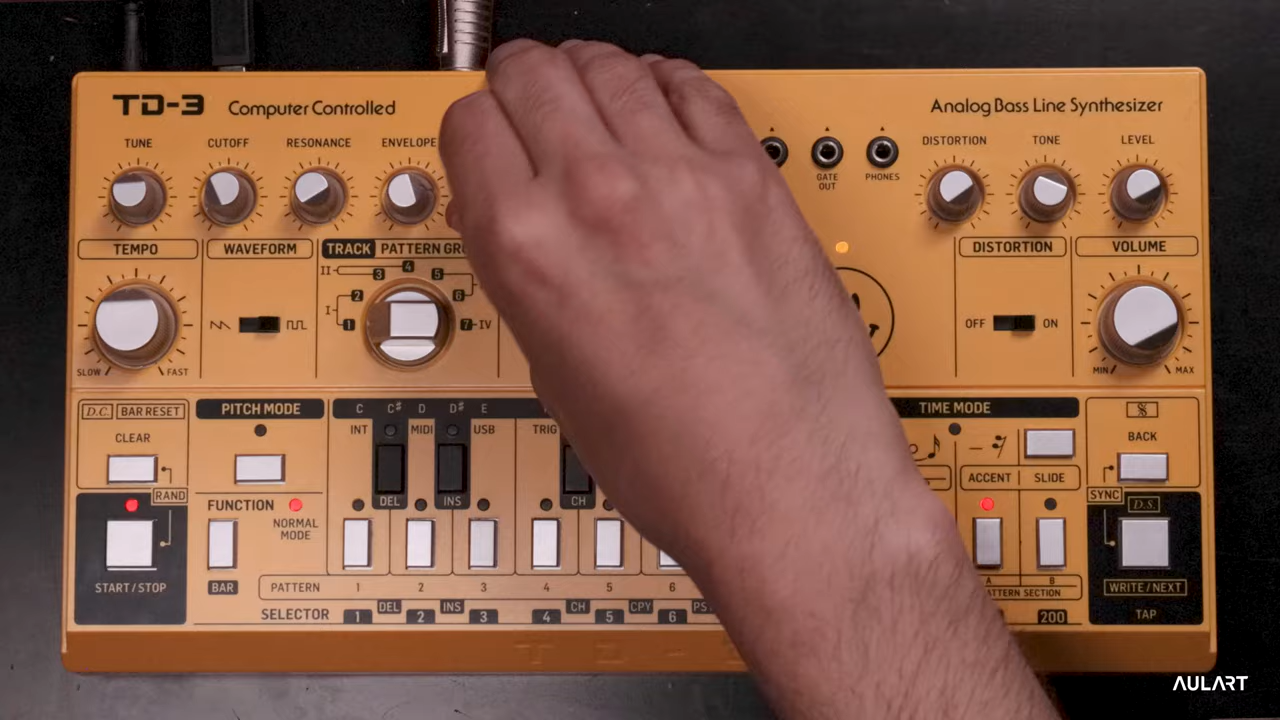 TD-3 Computer Controlled
Analog Bass Line Synthesizer
TUNE CUTOFF RESONANCE ENVELOPE
DISTORTION TONE LEVEL
GATE OUT
PHONES
TEMPO WAVEFORM TRACK PATTERN
DISTORTION VOLUME
II 3 4 5
I 2 6
1 7 IV
SLOW FAST
OFF ON
MIN MAX
D.C. BAR RESET
PITCH MODE
C C# D D# E
TIME MODE
CLEAR
INT MIDI USB TRIG
BACK
RAND
DEL INS CH
ACCENT SLIDE
SYNC D.S.
FUNCTION
NORMAL MODE
START/STOP
BAR
PATTERN 1 2 3 4 5 6
A B
WRITE/NEXT
SELECTOR 1 DEL 2 INS 3 4 CH 5 CPY 6
SECTION
200
TAP
TD-3
AULART